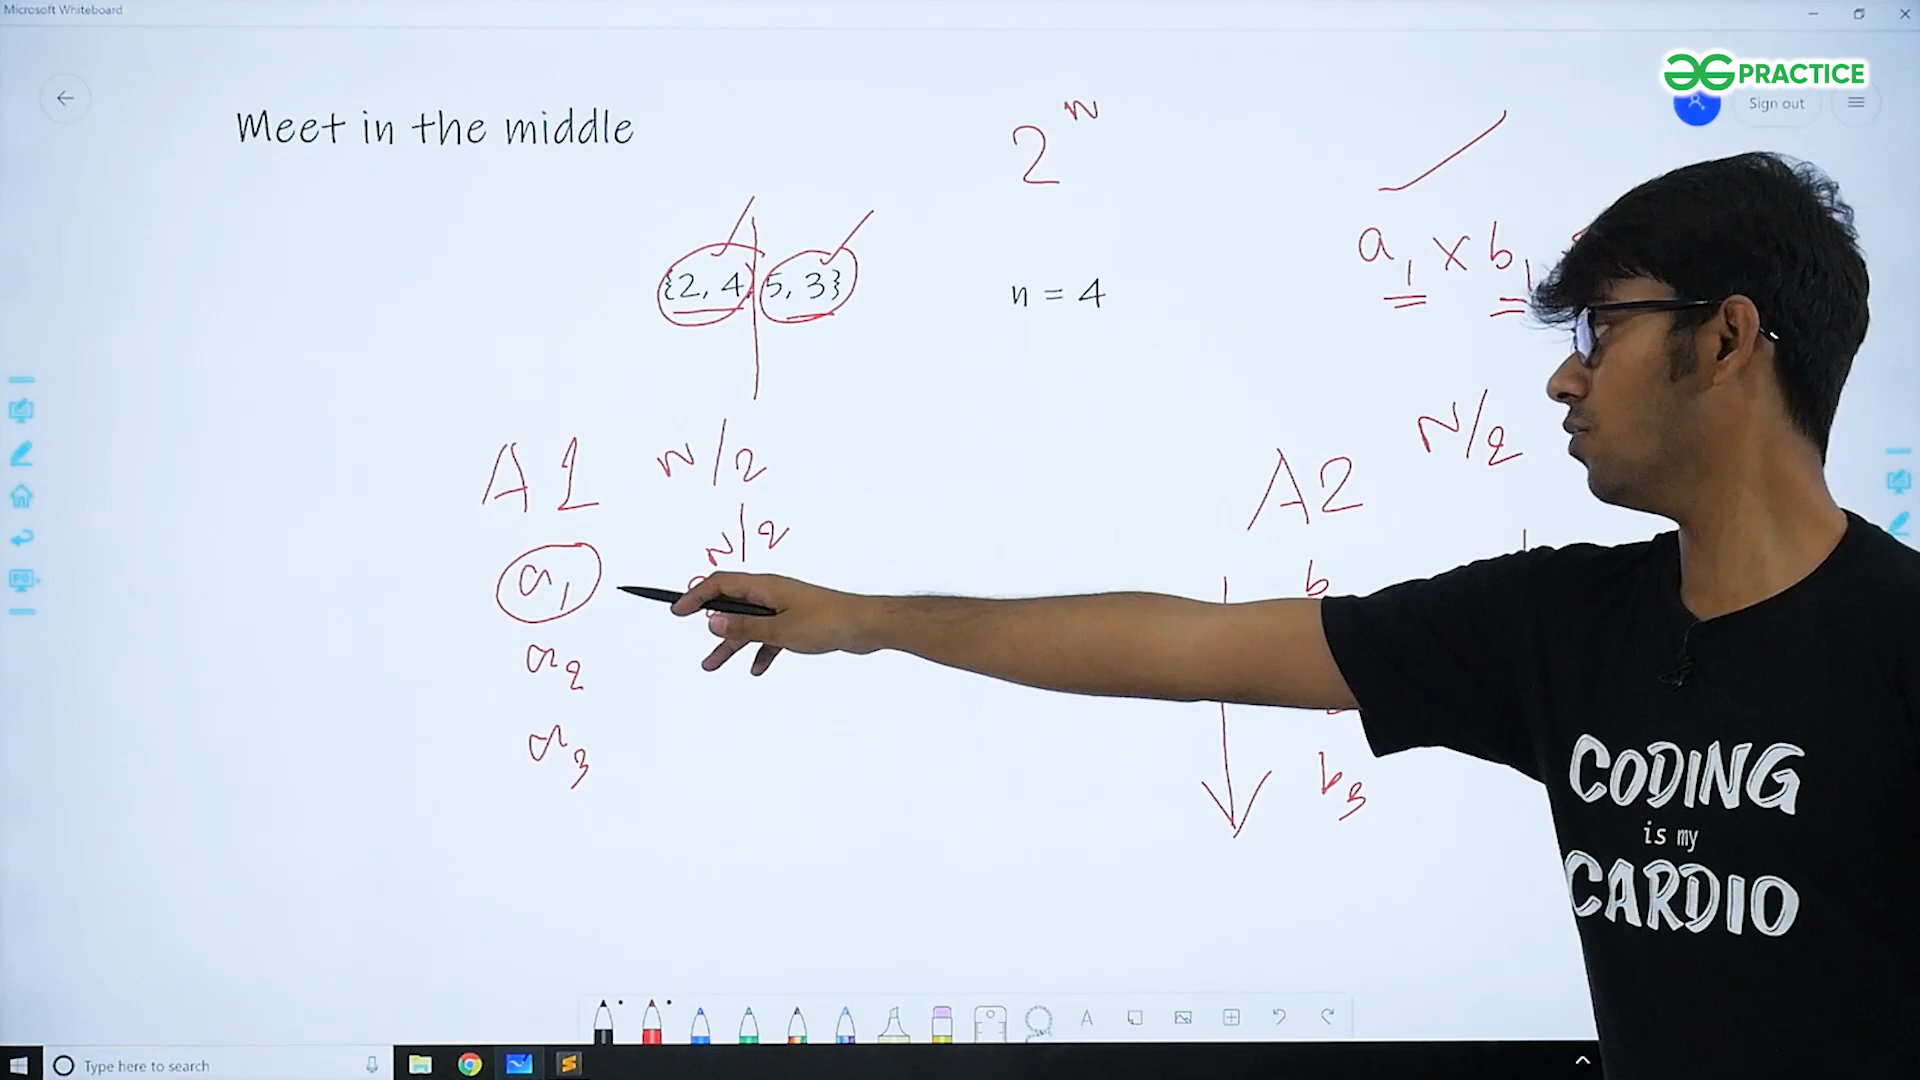 Microsoft Whiteboard
PRACTICE
Sign out
Meet in the middle
2^n
{2, 4, 5, 3}
n = 4
a1 x b1
A1 N/2
N/2
A2 N/2
a1
b
a2
a3
b3
CODING
is my
CARDIO
A
Type here to search